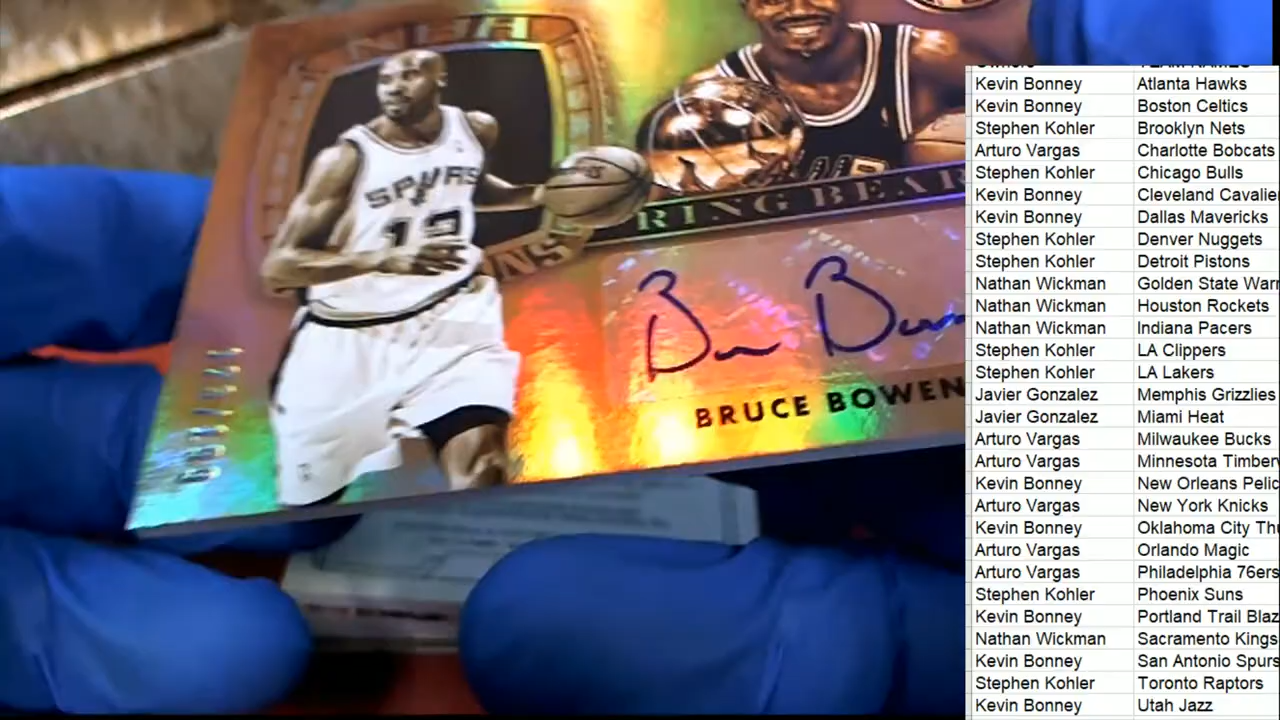 NBA
SPURS
12
NS
RING BEAR
BRUCE BOWEN
Kevin Bonney Atlanta Hawks
Kevin Bonney Boston Celtics
Stephen Kohler Brooklyn Nets
Arturo Vargas Charlotte Bobcats
Stephen Kohler Chicago Bulls
Kevin Bonney Cleveland Cavalie
Kevin Bonney Dallas Mavericks
Stephen Kohler Denver Nuggets
Stephen Kohler Detroit Pistons
Nathan Wickman Golden State Warr
Nathan Wickman Houston Rockets
Nathan Wickman Indiana Pacers
Stephen Kohler LA Clippers
Stephen Kohler LA Lakers
Javier Gonzalez Memphis Grizzlies
Javier Gonzalez Miami Heat
Arturo Vargas Milwaukee Bucks
Arturo Vargas Minnesota Timberv
Kevin Bonney New Orleans Pelic
Arturo Vargas New York Knicks
Kevin Bonney Oklahoma City Th
Arturo Vargas Orlando Magic
Arturo Vargas Philadelphia 76ers
Stephen Kohler Phoenix Suns
Kevin Bonney Portland Trail Blaz
Nathan Wickman Sacramento Kings
Kevin Bonney San Antonio Spurs
Stephen Kohler Toronto Raptors
Kevin Bonney Utah Jazz